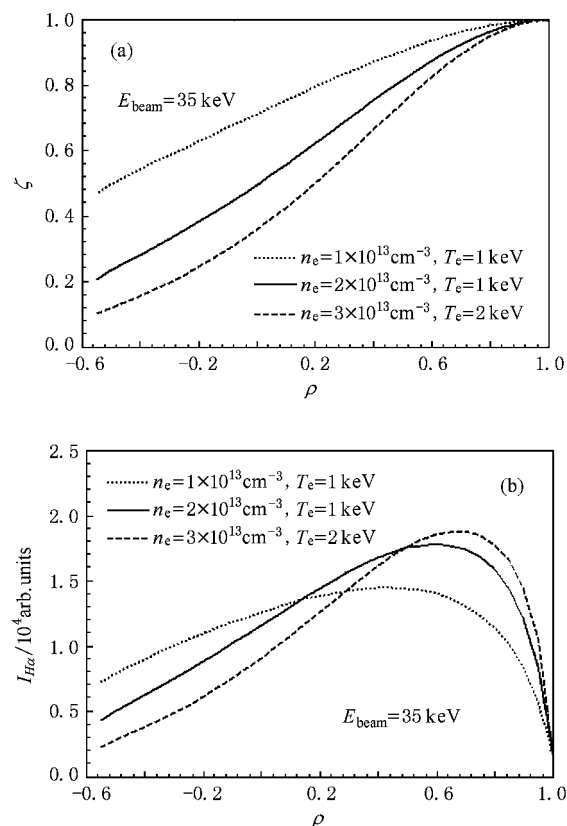 1.0
(a)
0.8
E_beam=35 keV
0.6
ζ
0.4
n_e=1×10^13 cm^-3, T_e=1 keV
n_e=2×10^13 cm^-3, T_e=1 keV
0.2
n_e=3×10^13 cm^-3, T_e=2 keV
0.0
-0.6 -0.2 0.2 0.6 1.0
ρ
2.5
n_e=1×10^13 cm^-3, T_e=1 keV
(b)
n_e=2×10^13 cm^-3, T_e=1 keV
2.0
n_e=3×10^13 cm^-3, T_e=2 keV
1.5
I_Hα/10^4 arb. units
1.0
0.5
E_beam=35 keV
0.0
-0.6 -0.2 0.2 0.6 1.0
ρ